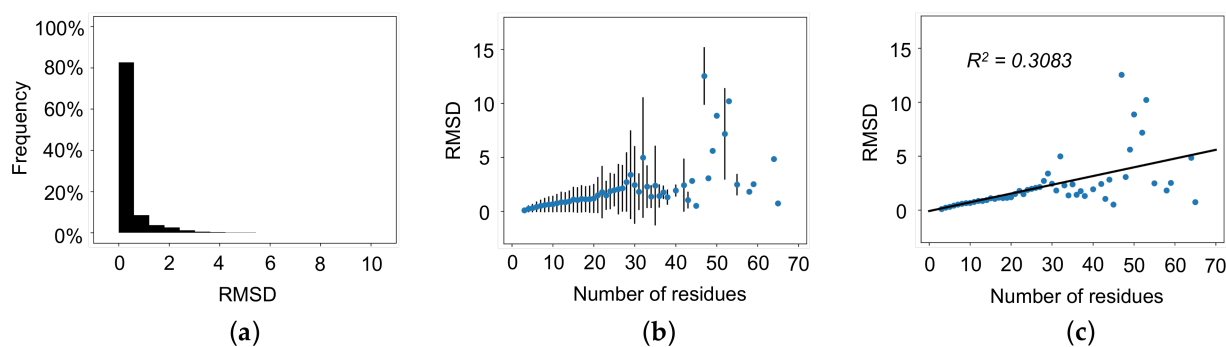 100%
80%
60%
40%
20%
0%
Frequency
0 2 4 6 8 10
RMSD
(a)
15
10
5
0
RMSD
0 10 20 30 40 50 60 70
Number of residues
(b)
R² = 0.3083
15
10
5
0
RMSD
0 10 20 30 40 50 60 70
Number of residues
(c)